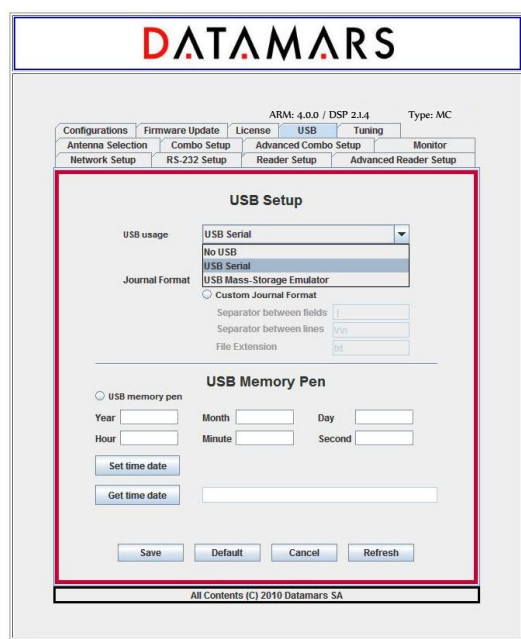 DATAMARS
ARM: 4.0.0 / DSP 2.1.4 Type: MC
Configurations Firmware Update License USB Tuning
Antenna Selection Combo Setup Advanced Combo Setup Monitor
Network Setup RS-232 Setup Reader Setup Advanced Reader Setup
USB Setup
USB usage USB Serial
No USB
USB Serial
Journal Format USB Mass-Storage Emulator
Custom Journal Format
Separator between fields |
Separator between lines \r\n
File Extension txt
USB Memory Pen
USB memory pen
Year Month Day
Hour Minute Second
Set time date
Get time date
Save Default Cancel Refresh
All Contents (C) 2010 Datamars SA